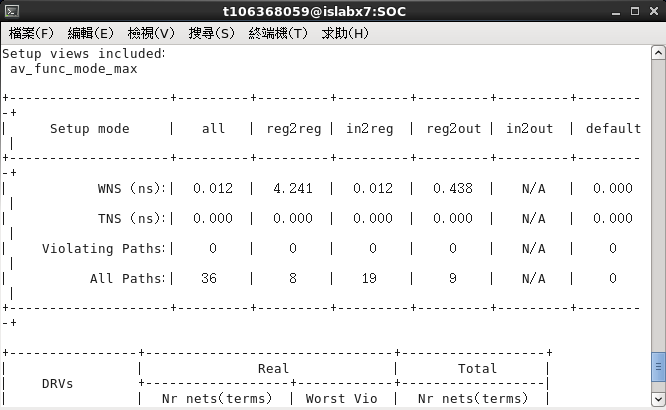 t106368059@islabx7:SOC
檔案(F) 編輯(E) 檢視(V) 搜尋(S) 終端機(T) 求助(H)
Setup views included:
 av_func_mode_max

+--------------------+---------+---------+---------+---------+---------+--------
-+
|     Setup mode     |   all   | reg2reg | in2reg  | reg2out | in2out  | default
 |
+--------------------+---------+---------+---------+---------+---------+--------
-+
|           WNS (ns):|  0.012  |  4.241  |  0.012  |  0.438  |   N/A   |  0.000
 |
|           TNS (ns):|  0.000  |  0.000  |  0.000  |  0.000  |   N/A   |  0.000
 |
|    Violating Paths:|    0    |    0    |    0    |    0    |   N/A   |    0
 |
|          All Paths:|   36    |    8    |   19    |    9    |   N/A   |    0
 |
+--------------------+---------+---------+---------+---------+---------+--------
-+

+----------------+-------------------------------+------------------+
|                |              Real             |       Total      |
|    DRVs        +------------------+------------+------------------|
|                |  Nr nets(terms)  | Worst Vio  |  Nr nets(terms)  |